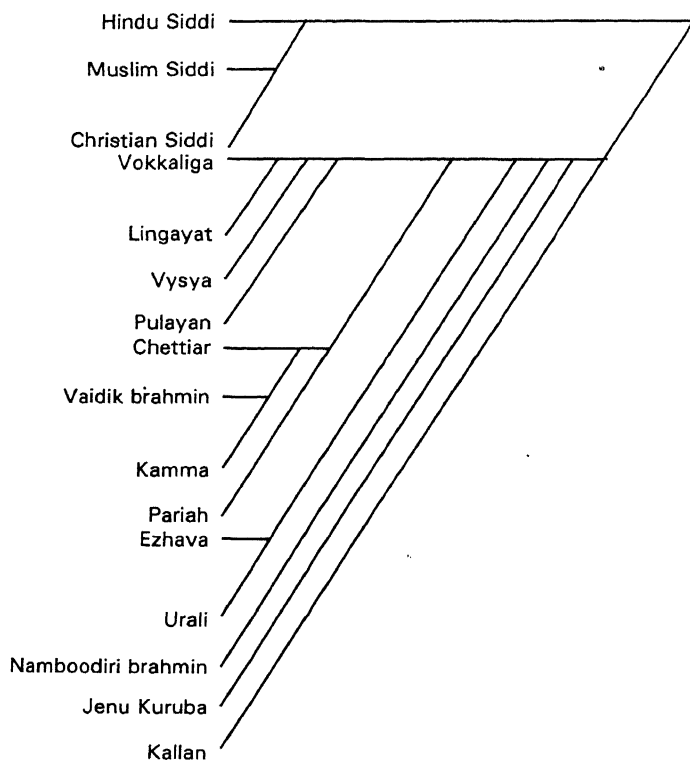 Hindu Siddi
Muslim Siddi
Christian Siddi
Vokkaliga
Lingayat
Vysya
Pulayan
Chettiar
Vaidik brahmin
Kamma
Pariah
Ezhava
Urali
Namboodiri brahmin
Jenu Kuruba
Kallan